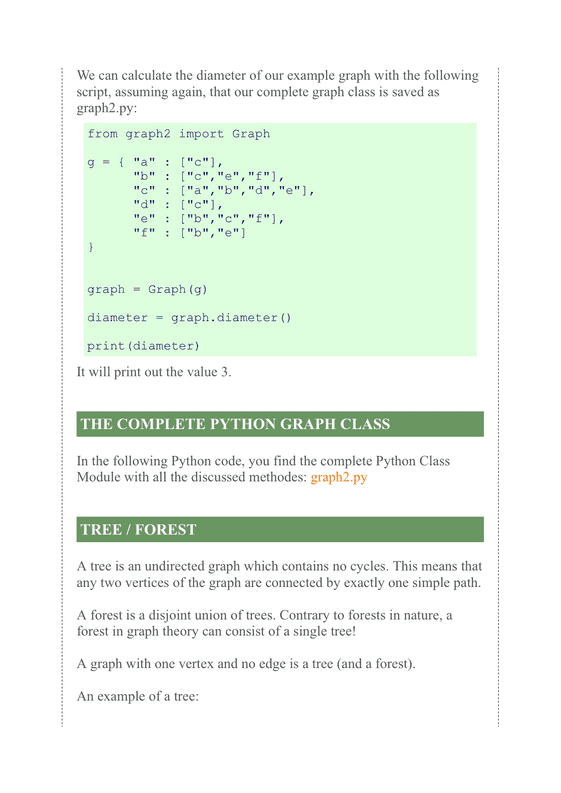 We can calculate the diameter of our example graph with the following
script, assuming again, that our complete graph class is saved as
graph2.py:
from graph2 import Graph
g = { "a" : ["c"],
"b" : ["c","e","f"],
"c" : ["a","b","d","e"],
"d" : ["c"],
"e" : ["b","c","f"],
"f" : ["b","e"]
}
graph = Graph(g)
diameter = graph.diameter()
print(diameter)
It will print out the value 3.
THE COMPLETE PYTHON GRAPH CLASS
In the following Python code, you find the complete Python Class
Module with all the discussed methodes: graph2.py
TREE / FOREST
A tree is an undirected graph which contains no cycles. This means that
any two vertices of the graph are connected by exactly one simple path.
A forest is a disjoint union of trees. Contrary to forests in nature, a
forest in graph theory can consist of a single tree!
A graph with one vertex and no edge is a tree (and a forest).
An example of a tree: